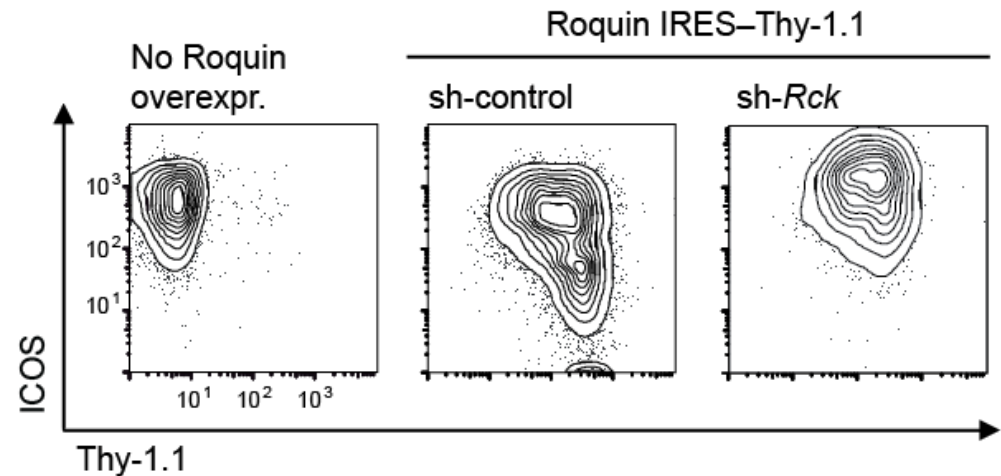 Roquin IRES–Thy-1.1
No Roquin
overexpr.
sh-control
sh-Rck
10³
10²
10¹
10¹ 10² 10³
ICOS
Thy-1.1